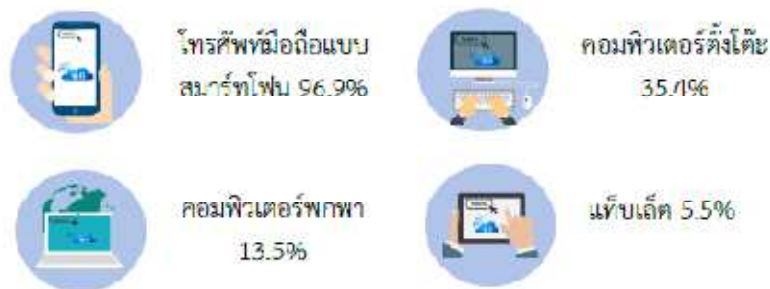 โทรศัพท์มือถือแบบ
สมาร์ทโฟน 96.9%
คอมพิวเตอร์ตั้งโต๊ะ
35.4%
คอมพิวเตอร์พกพา
13.5%
แท็บเล็ต 5.5%